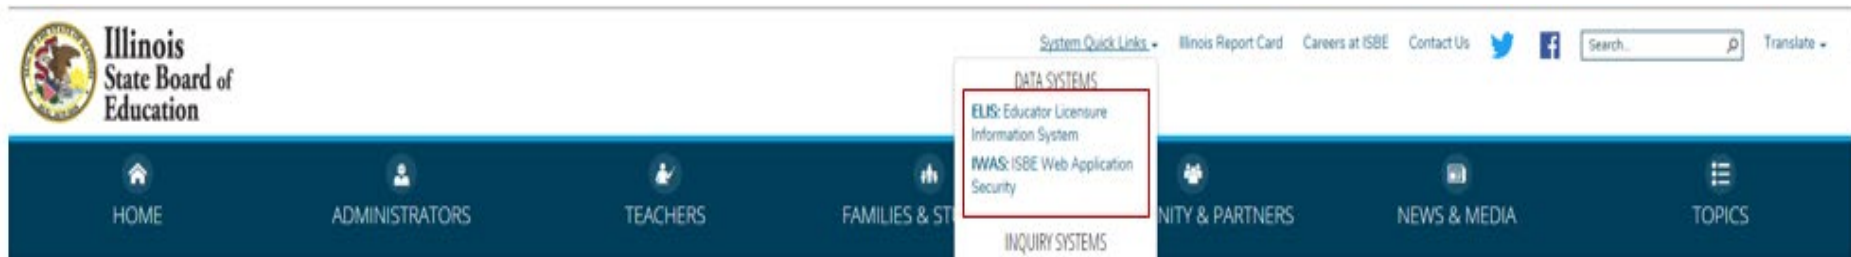 Illinois
State Board of
Education
System Quick Links
Illinois Report Card
Careers at ISBE
Contact Us
Search...
Translate
DATA SYSTEMS
ELIS: Educator Licensure
Information System
IWAS: ISBE Web Application
Security
INQUIRY SYSTEMS
HOME
ADMINISTRATORS
TEACHERS
FAMILIES & ST
NITY & PARTNERS
NEWS & MEDIA
TOPICS